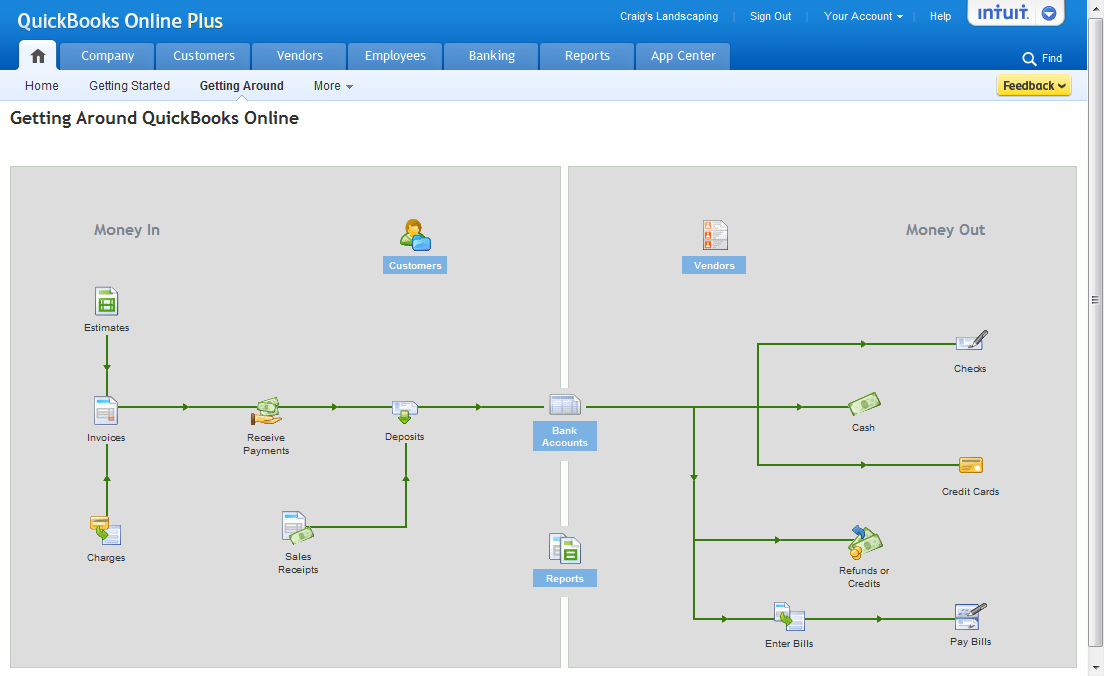 QuickBooks Online Plus
Craig's Landscaping
Sign Out
Your Account
Help
intuit.
Company
Customers
Vendors
Employees
Banking
Reports
App Center
Find
Home
Getting Started
Getting Around
More
Feedback
Getting Around QuickBooks Online
Money In
Customers
Vendors
Money Out
Estimates
Checks
Invoices
Receive
Payments
Deposits
Bank
Accounts
Cash
Credit Cards
Charges
Sales
Receipts
Reports
Refunds or
Credits
Enter Bills
Pay Bills